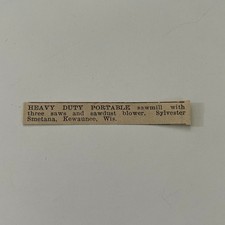 HEAVY DUTY PORTABLE sawmill with
three saws and sawdust blower. Sylvester
Smetana, Kewaunee, Wis.